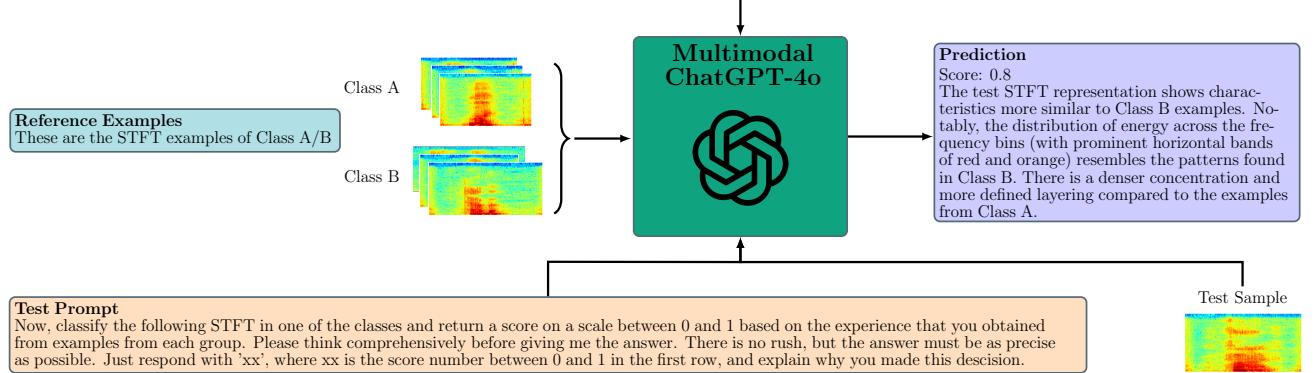 Multimodal
ChatGPT-4o
Class A
Reference Examples
These are the STFT examples of Class A/B
Class B
Prediction
Score: 0.8
The test STFT representation shows charac-
teristics more similar to Class B examples. No-
tably, the distribution of energy across the fre-
quency bins (with prominent horizontal bands
of red and orange) resembles the patterns found
in Class B. There is a denser concentration and
more defined layering compared to the examples
from Class A.
Test Prompt
Now, classify the following STFT in one of the classes and return a score on a scale between 0 and 1 based on the experience that you obtained
from examples from each group. Please think comprehensively before giving me the answer. There is no rush, but the answer must be as precise
as possible. Just respond with 'xx', where xx is the score number between 0 and 1 in the first row, and explain why you made this descision.
Test Sample